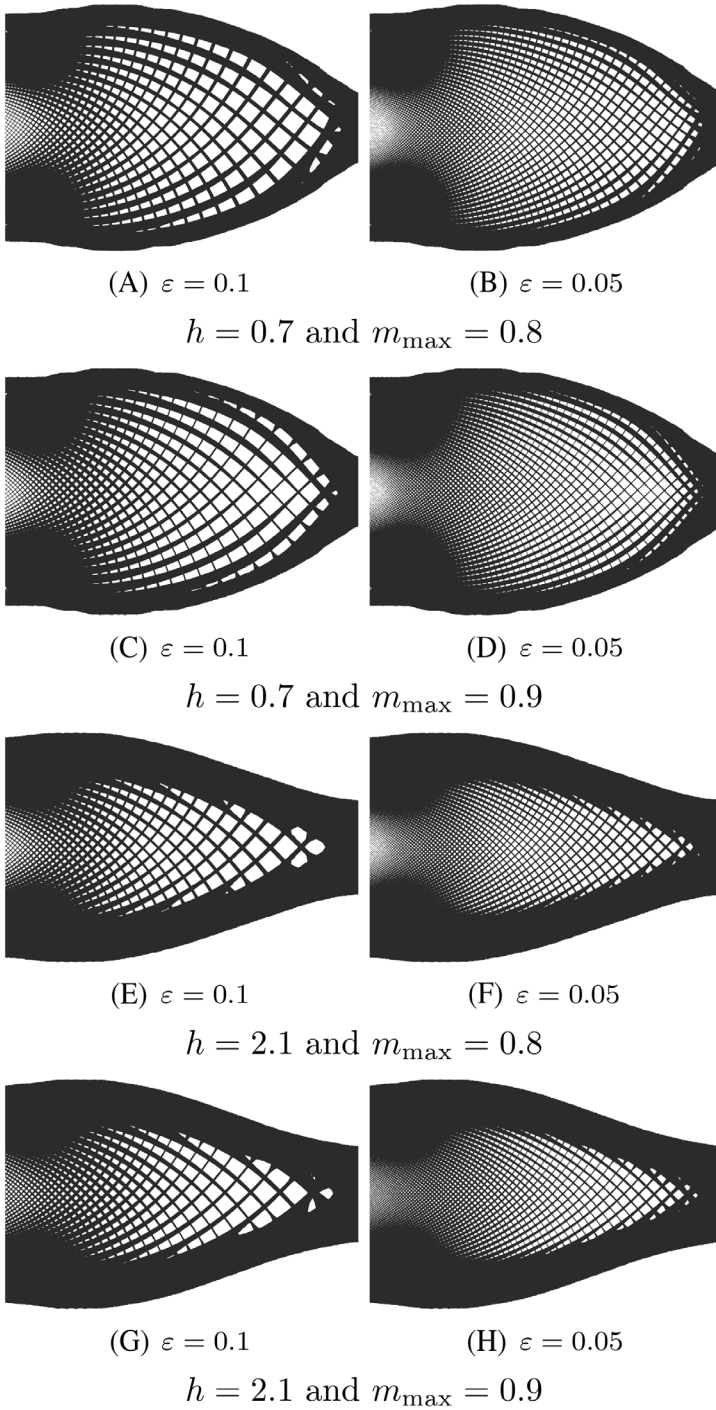 (A) ε = 0.1 (B) ε = 0.05
h = 0.7 and m_max = 0.8
(C) ε = 0.1 (D) ε = 0.05
h = 0.7 and m_max = 0.9
(E) ε = 0.1 (F) ε = 0.05
h = 2.1 and m_max = 0.8
(G) ε = 0.1 (H) ε = 0.05
h = 2.1 and m_max = 0.9